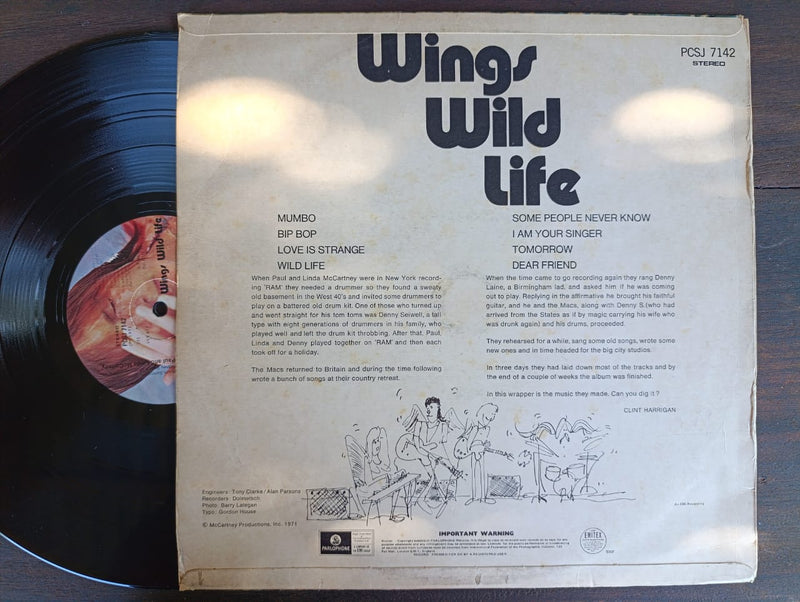 Wings
Wild
Life
PCSJ 7142
STEREO
MUMBO
BIP BOP
LOVE IS STRANGE
WILD LIFE
SOME PEOPLE NEVER KNOW
I AM YOUR SINGER
TOMORROW
DEAR FRIEND
When Paul and Linda McCartney were in New York record-
ing 'RAM' they needed a drummer so they found a sweaty
old basement in the West 40's and invited some drummers to
play on a battered old drum kit. One of those who turned up
and went straight for his tom toms was Denny Seiwell, a tall
type with eight generations of drummers in his family, who
played well and left the drum kit throbbing. After that, Paul,
Linda and Denny played together on 'RAM' and then each
took off for a holiday.
The Macs returned to Britain and during the time following
wrote a bunch of songs at their country retreat.
When the time came to go recording again they rang Denny
Laine, a Birmingham lad, and asked him if he was coming
out to play. Replying in the affirmative he brought his faithful
guitar, and he and the Macs, along with Denny S.(who had
arrived from the States as if by magic carrying his wife
who was drunk again) and his drums, proceeded.
They rehearsed for a while, sang some old songs, wrote some
new ones and in time headed for the big city studios.
In three days they had laid down most of the tracks and by
the end of a couple of weeks the album was finished.
In this wrapper is the music they made. Can you dig it?
CLINT HARRIGAN
Engineers: Tony Clarke/Alan Parsons
Recorders: Dolmetsch
Photo: Barry Lategan
Typo: Gordon House
© McCartney Productions, Inc. 1971
PARLOPHONE
IMPORTANT WARNING
EMITEX
Wings Wild Life